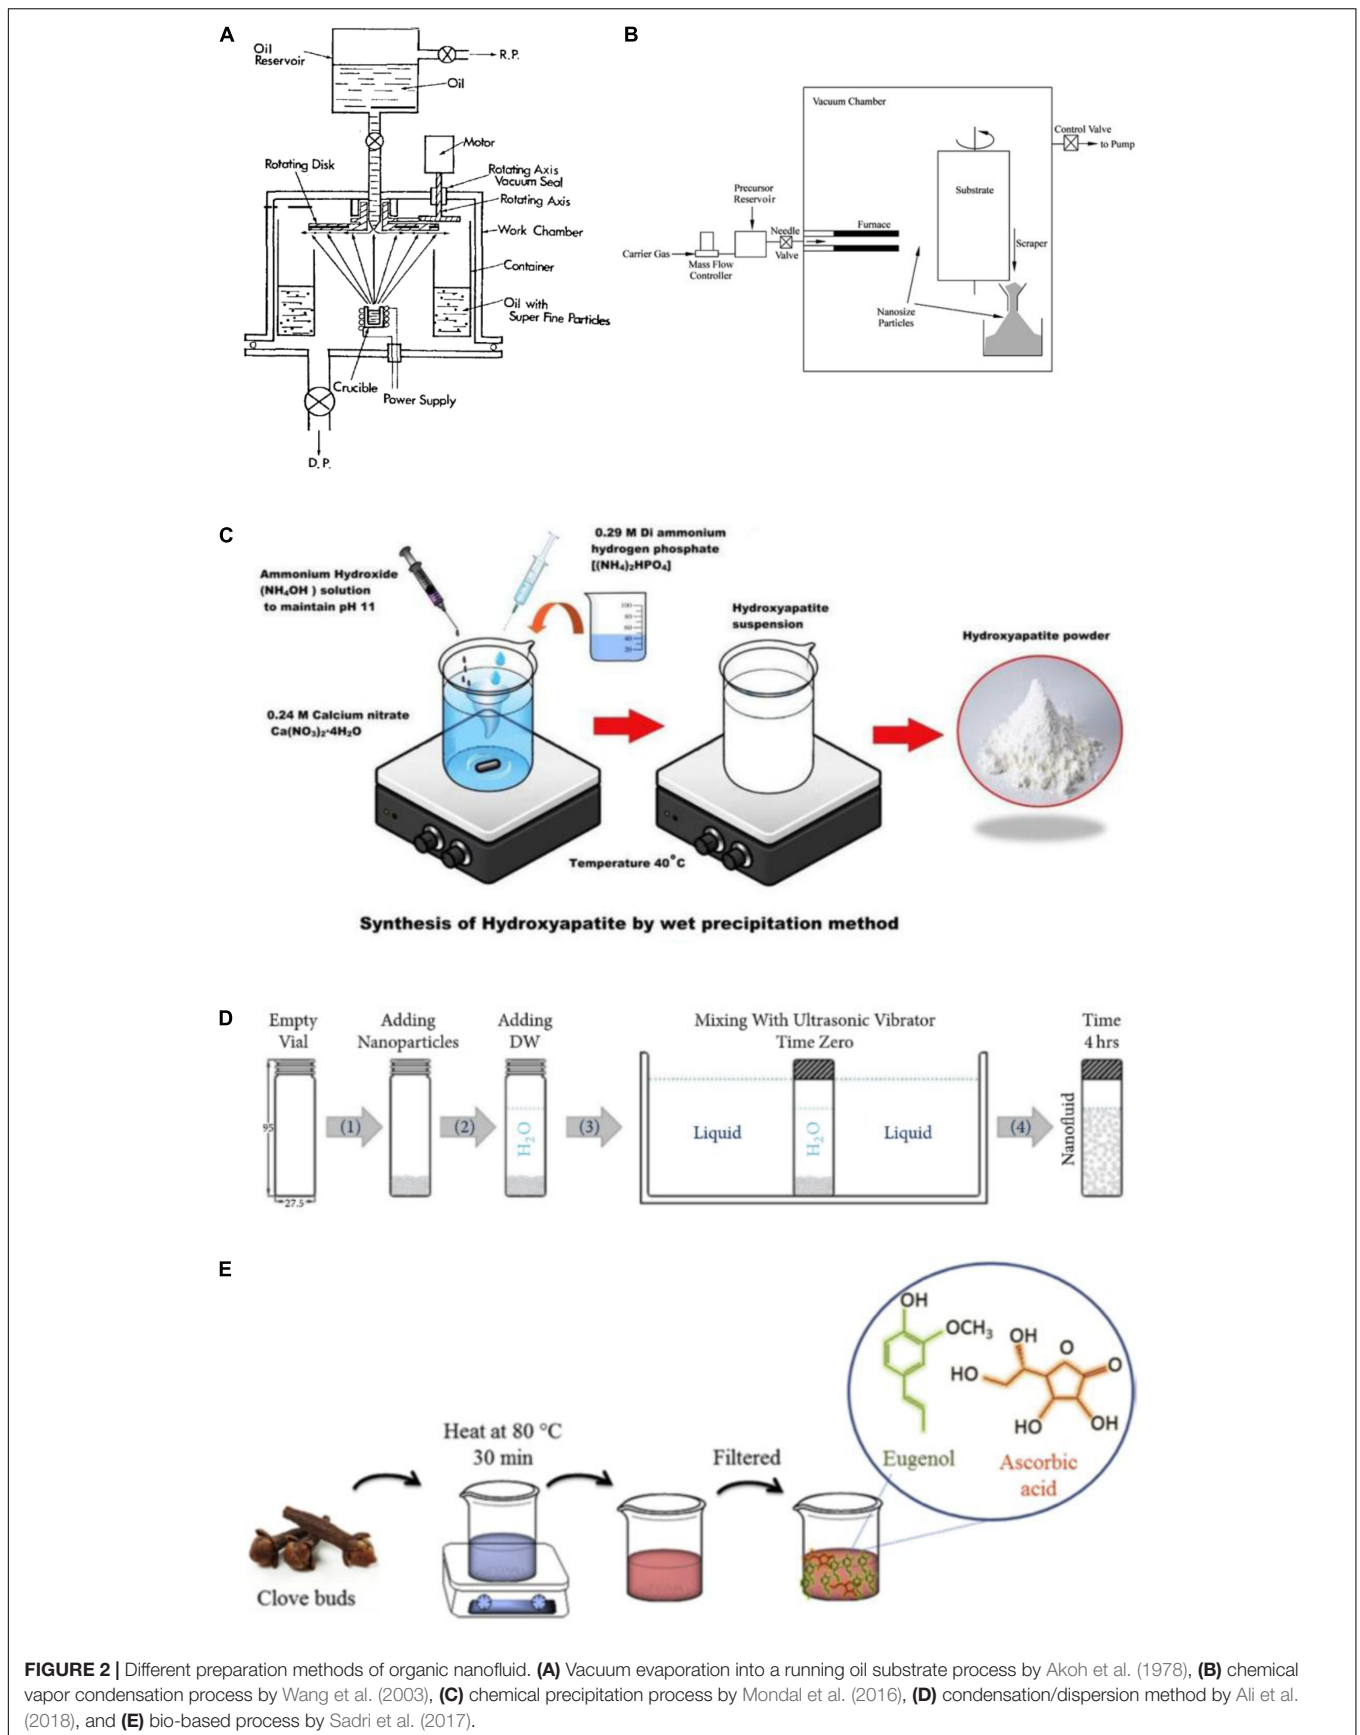 A
Oil
Reservoir
R.P.
Oil
Motor
Rotating Disk
Rotating Axis
Vacuum Seal
Rotating Axis
Work Chamber
Container
Oil with
Super Fine Particles
Crucible
Power Supply
D.P.
B
Vacuum Chamber
Control Valve
to Pump
Substrate
Precursor
Reservoir
Needle
Valve
Furnace
Scraper
Carrier Gas
Mass Flow
Controller
Nanosize
Particles
C
0.29 M Di ammonium
hydrogen phosphate
[(NH₄)₂HPO₄]
Ammonium Hydroxide
(NH₄OH ) solution
to maintain pH 11
100
80
60
40
20
Hydroxyapatite
suspension
Hydroxyapatite powder
0.24 M Calcium nitrate
Ca(NO₃)₂·4H₂O
Temperature 40°C
Synthesis of Hydroxyapatite by wet precipitation method
D
Empty
Vial
Adding
Nanoparticles
Adding
DW
Mixing With Ultrasonic Vibrator
Time Zero
Time
4 hrs
95
27.5
(1)
(2)
H₂O
(3)
Liquid
H₂O
Liquid
(4)
Nanofluid
E
OH
OCH₃
OH
O
O
HO
HO
OH
Eugenol
Ascorbic
acid
Heat at 80 °C
30 min
Filtered
Clove buds
FIGURE 2 | Different preparation methods of organic nanofluid. (A) Vacuum evaporation into a running oil substrate process by Akoh et al. (1978), (B) chemical
vapor condensation process by Wang et al. (2003), (C) chemical precipitation process by Mondal et al. (2016), (D) condensation/dispersion method by Ali et al.
(2018), and (E) bio-based process by Sadri et al. (2017).